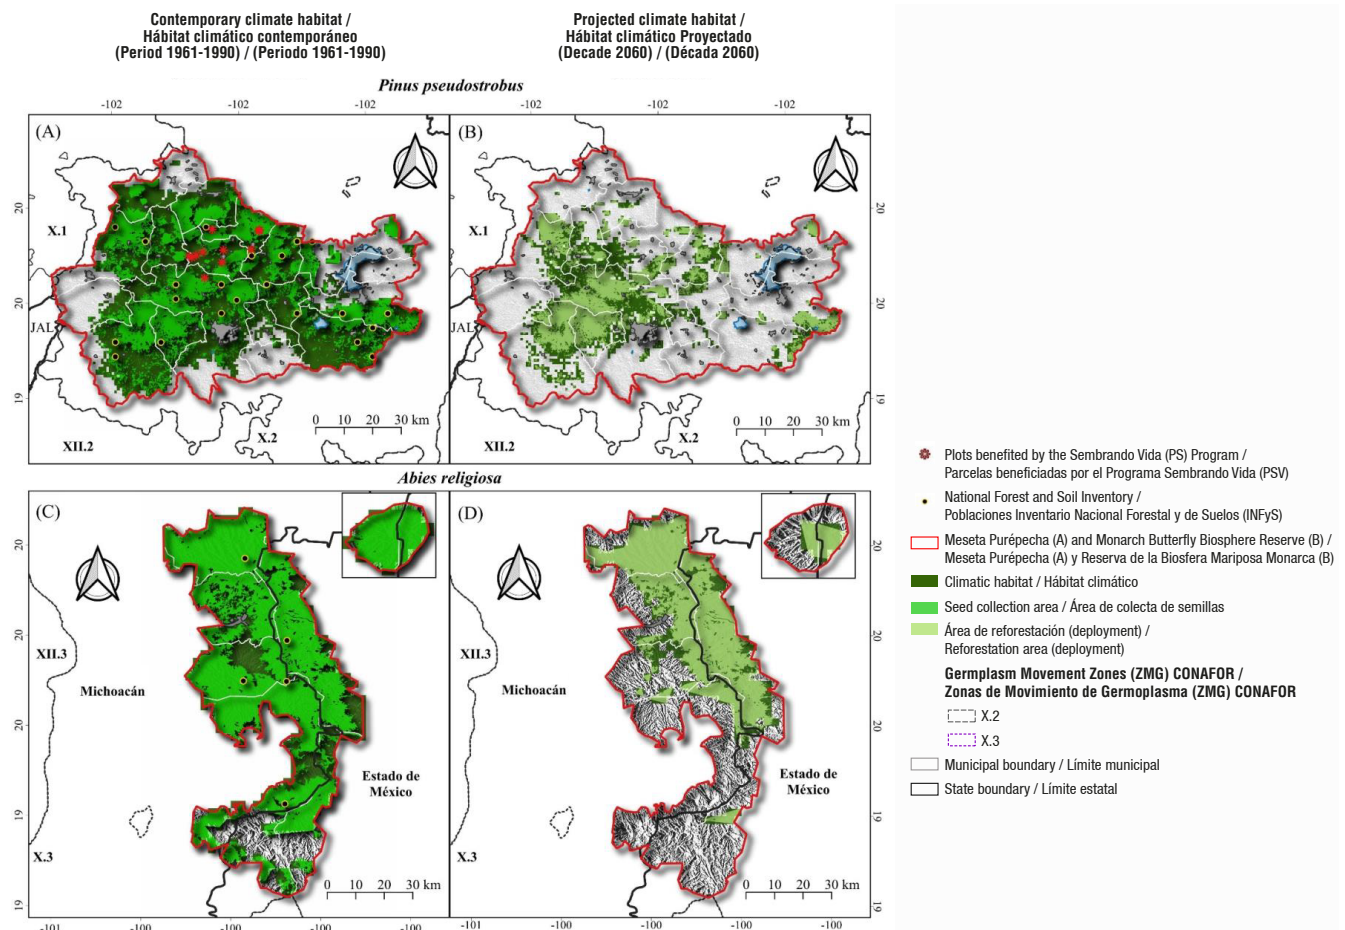 Contemporary climate habitat /
Hábitat climático contemporáneo
(Period 1961-1990) / (Periodo 1961-1990)
Projected climate habitat /
Hábitat climático Proyectado
(Decade 2060) / (Década 2060)
Pinus pseudostrobus
-102 -102 -102 -102 -102 -102
(A)
20
20
19
X.1
JAL
XII.2
X.2
0 10 20 30 km
(B)
20
20
19
X.1
JAL
XII.2
X.2
0 10 20 30 km
Abies religiosa
(C)
20
20
20
19
19
XII.3
Michoacán
Estado de
México
X.3
0 10 20 30 km
(D)
20
20
20
19
19
XII.3
Michoacán
Estado de
México
X.3
0 10 20 30 km
-101 -100 -100 -100 -100 -101 -100 -100 -100 -100
Plots benefited by the Sembrando Vida (PS) Program /
Parcelas beneficiadas por el Programa Sembrando Vida (PSV)
National Forest and Soil Inventory /
Poblaciones Inventario Nacional Forestal y de Suelos (INFyS)
Meseta Purépecha (A) and Monarch Butterfly Biosphere Reserve (B) /
Meseta Purépecha (A) y Reserva de la Biosfera Mariposa Monarca (B)
Climatic habitat / Hábitat climático
Seed collection area / Área de colecta de semillas
Área de reforestación (deployment) /
Reforestation area (deployment)
Germplasm Movement Zones (ZMG) CONAFOR /
Zonas de Movimiento de Germoplasma (ZMG) CONAFOR
X.2
X.3
Municipal boundary / Límite municipal
State boundary / Límite estatal